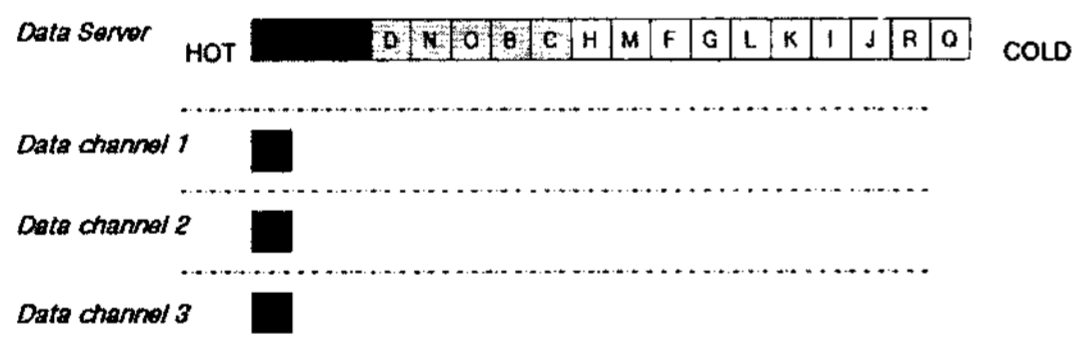 Data Server
HOT D N O B C H M F G L K I J R Q COLD
Data channel 1
Data channel 2
Data channel 3